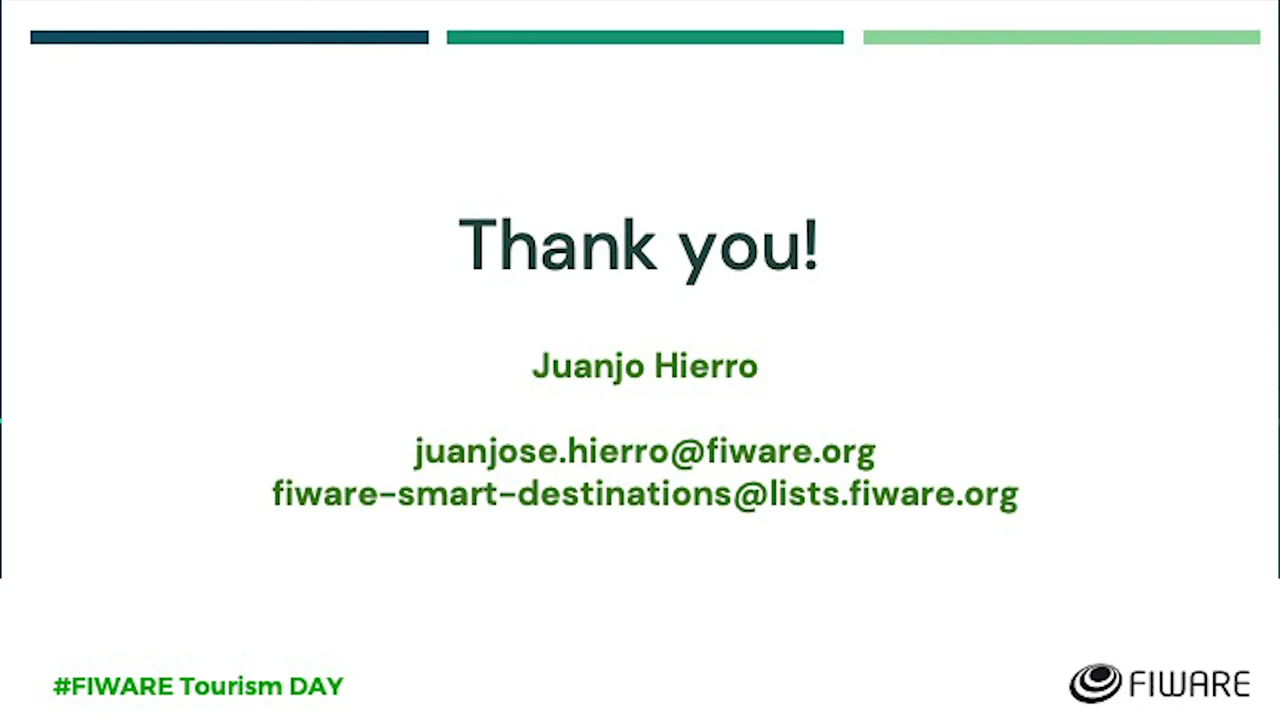 Thank you!
Juanjo Hierro
juanjose.hierro@fiware.org
fiware-smart-destinations@lists.fiware.org
#FIWARE Tourism DAY
FIWARE